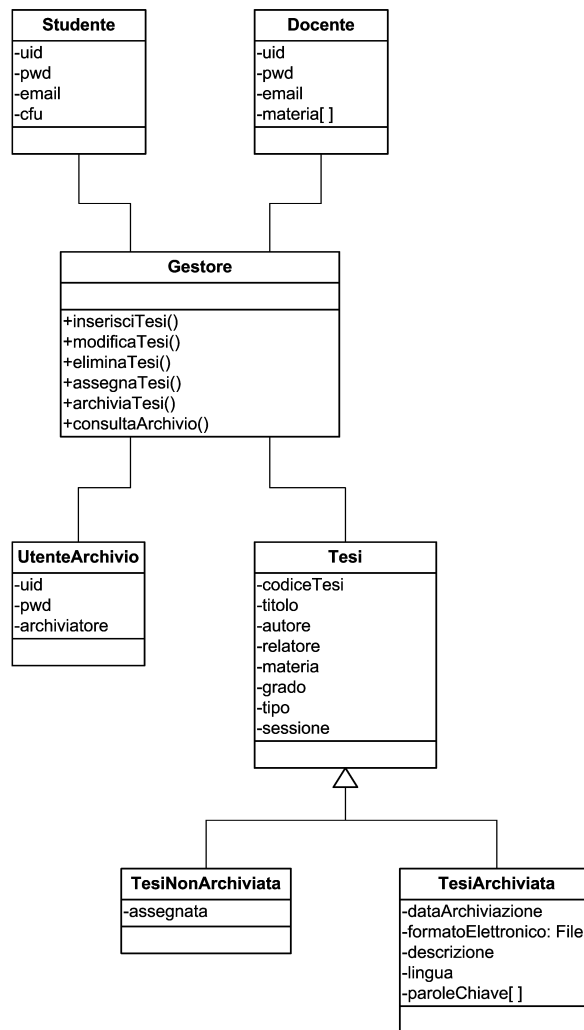 Studente
-uid
-pwd
-email
-cfu
Docente
-uid
-pwd
-email
-materia[ ]
Gestore
+inserisciTesi()
+modificaTesi()
+eliminaTesi()
+assegnaTesi()
+archiviaTesi()
+consultaArchivio()
UtenteArchivio
-uid
-pwd
-archiviatore
Tesi
-codiceTesi
-titolo
-autore
-relatore
-materia
-grado
-tipo
-sessione
TesiNonArchiviata
-assegnata
TesiArchiviata
-dataArchiviazione
-formatoElettronico: File
-descrizione
-lingua
-paroleChiave[ ]